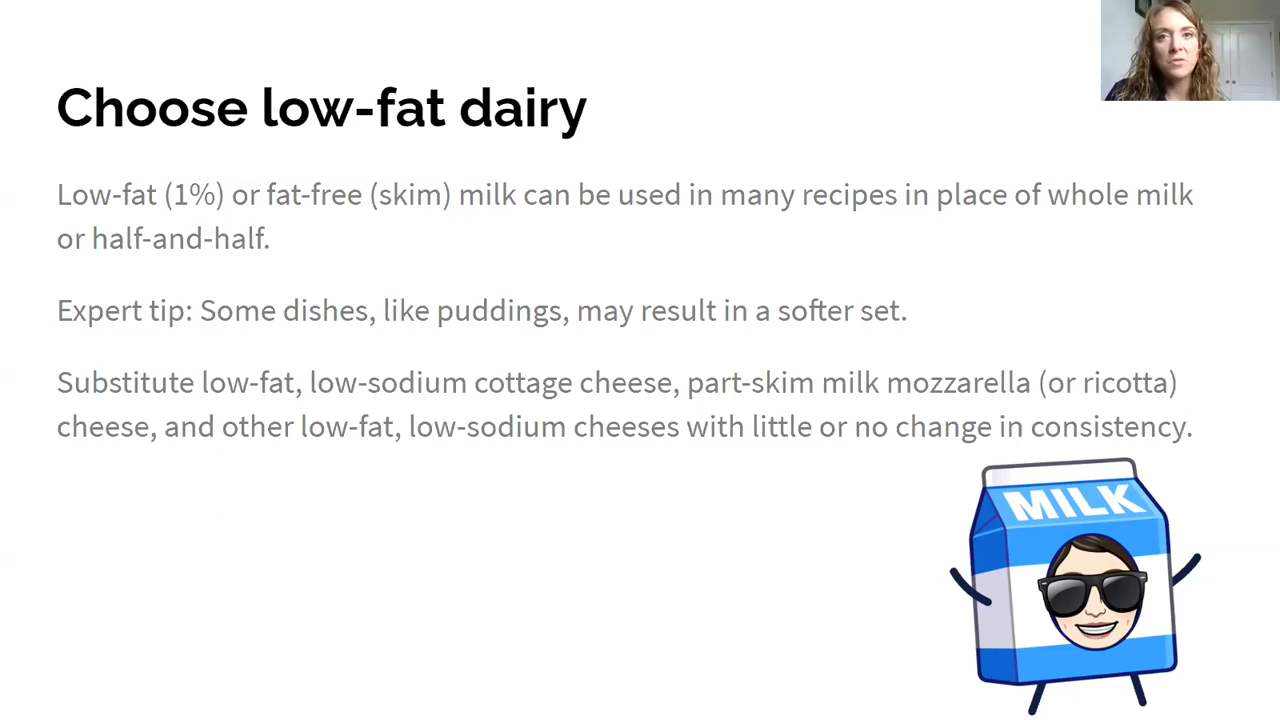 Choose low-fat dairy
Low-fat (1%) or fat-free (skim) milk can be used in many recipes in place of whole milk
or half-and-half.
Expert tip: Some dishes, like puddings, may result in a softer set.
Substitute low-fat, low-sodium cottage cheese, part-skim milk mozzarella (or ricotta)
cheese, and other low-fat, low-sodium cheeses with little or no change in consistency.
MILK